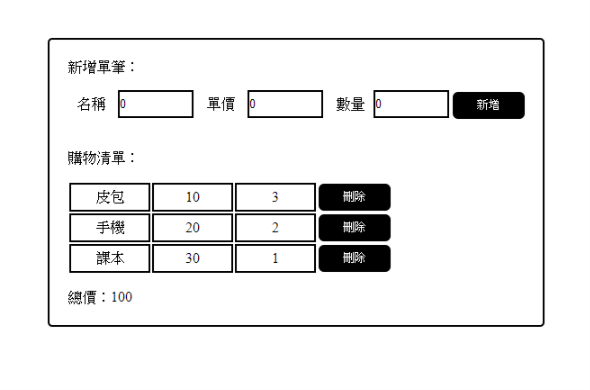 新增單筆：
名稱 0 單價 0 數量 0 新增
購物清單：
皮包 10 3 刪除
手機 20 2 刪除
課本 30 1 刪除
總價：100